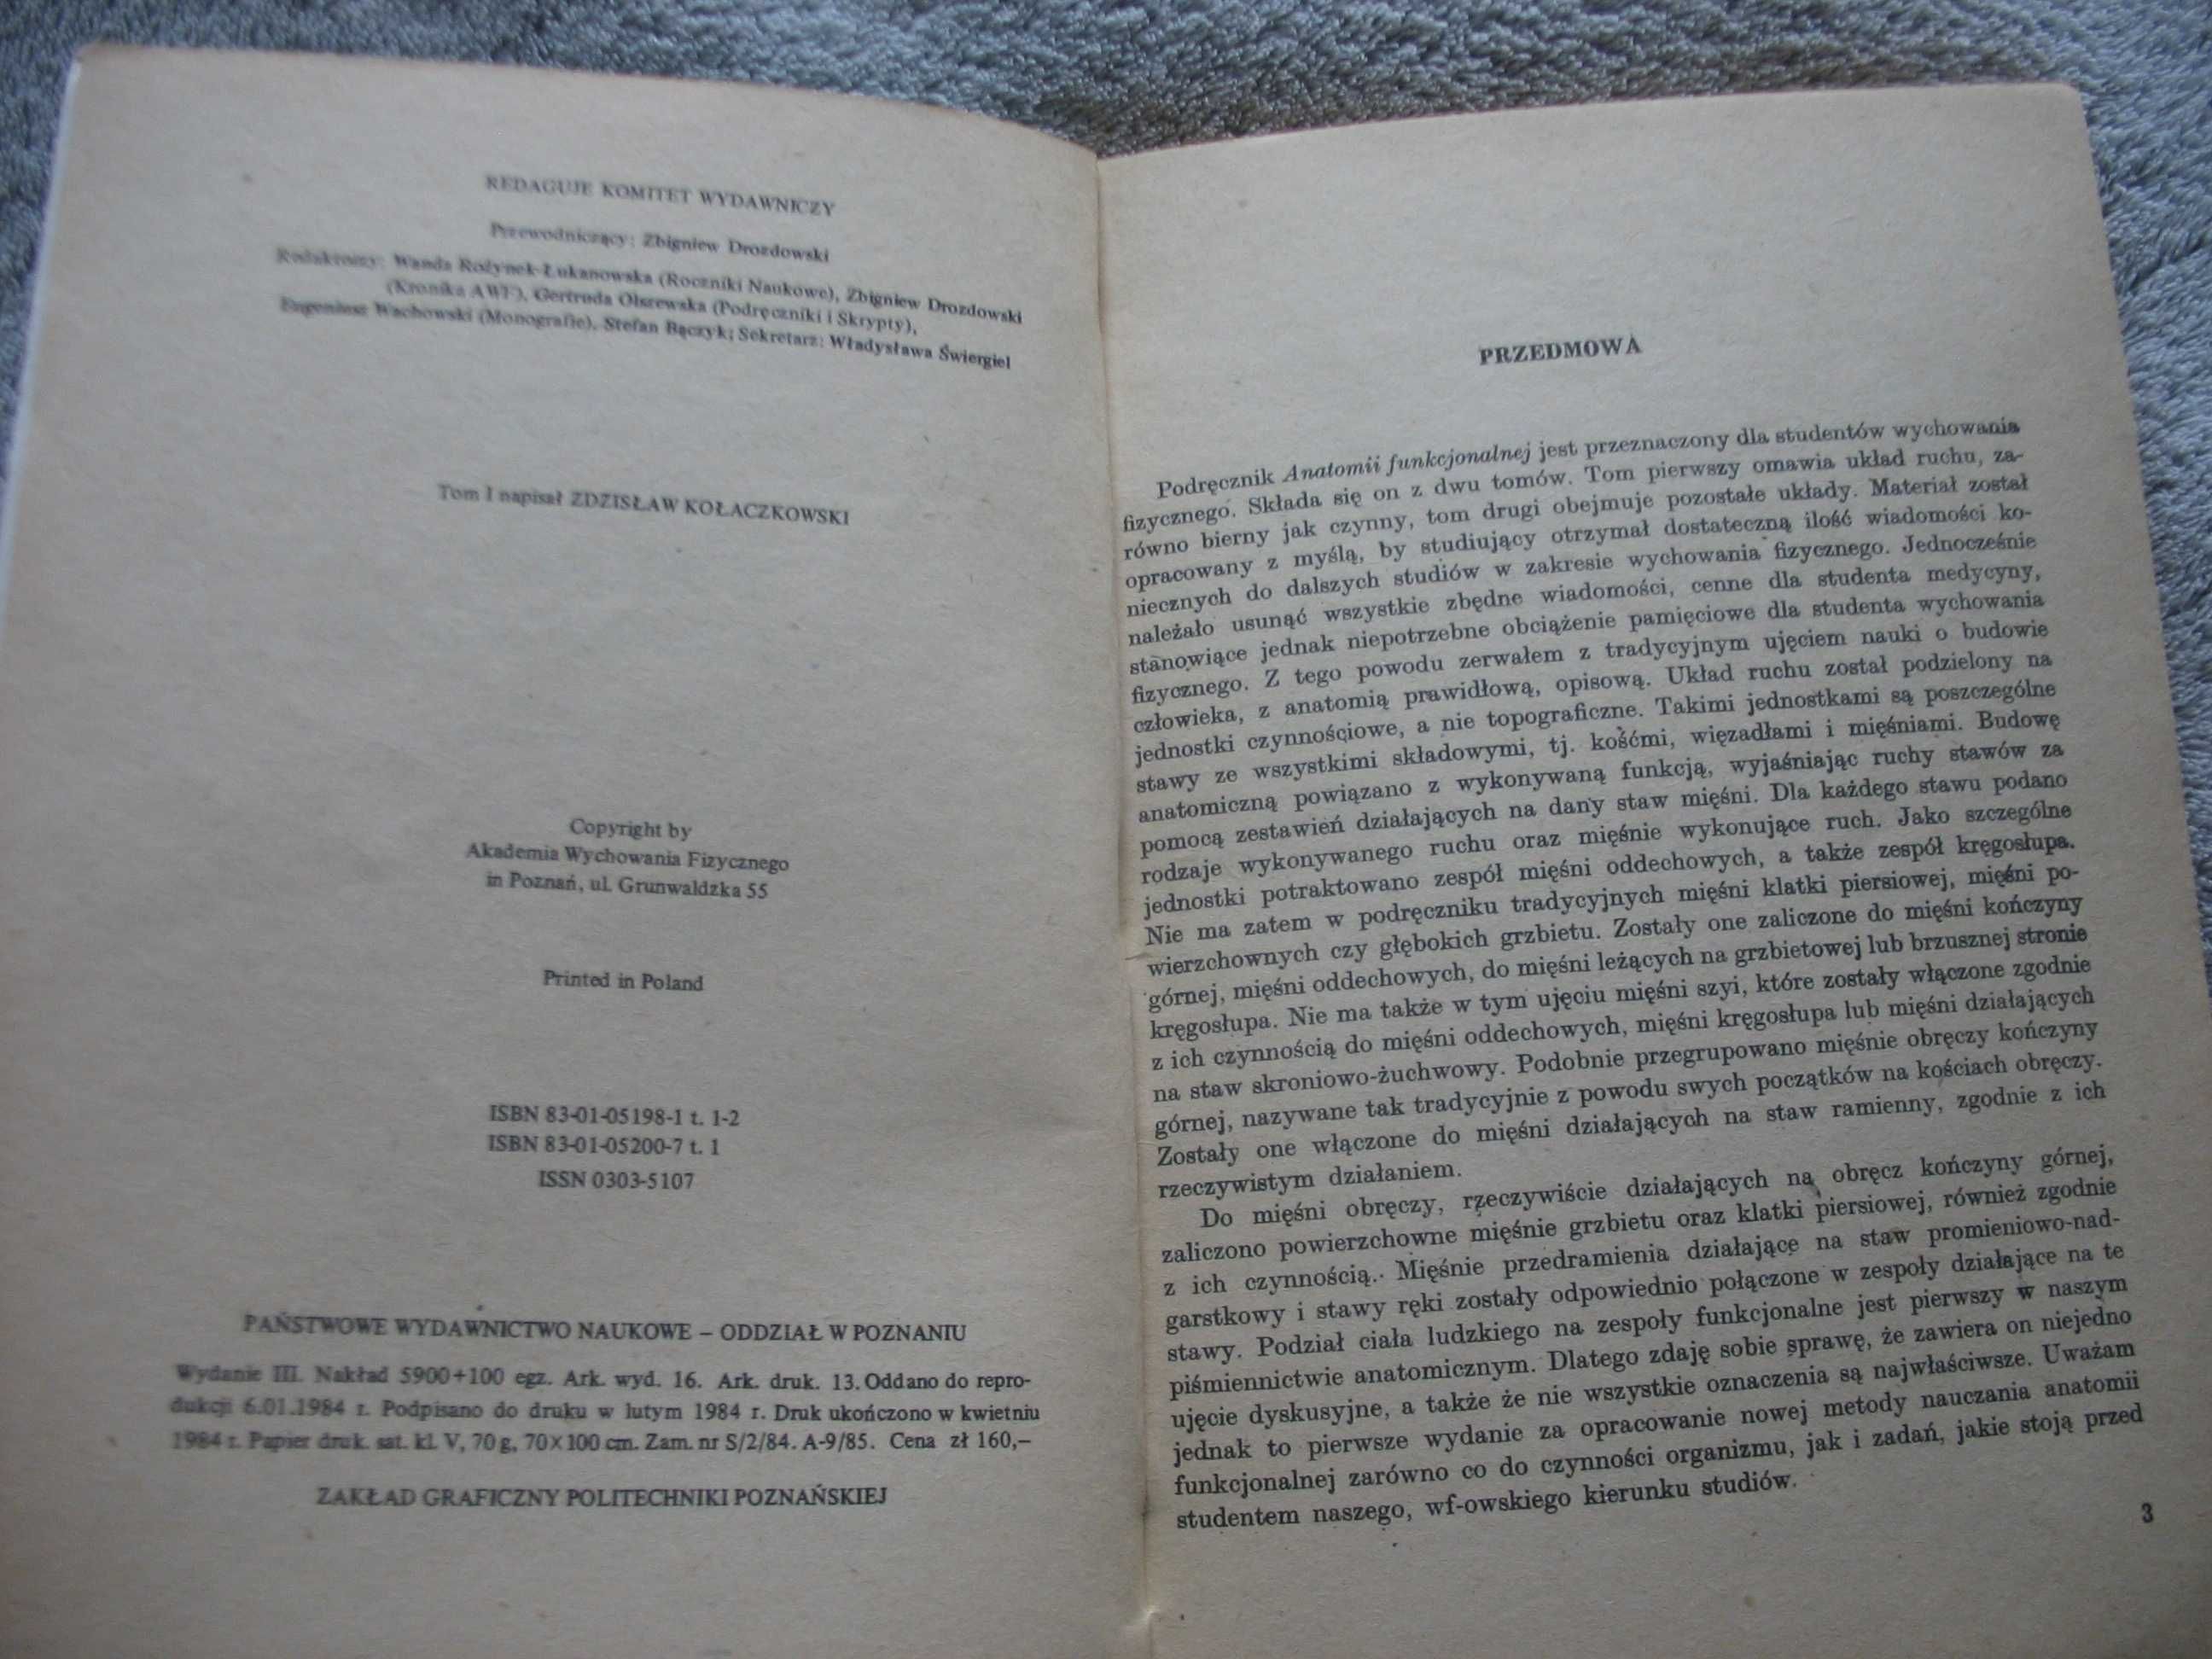 REDAGUJE KOMITET WYDAWNICZY
Przewodniczący: Zbigniew Drozdowski
Redaktorzy: Wanda Rożynek-Łukanowska (Roczniki Naukowe), Zbigniew Drozdowski
(Kronika AWF), Gertruda Olszewska (Podręczniki i Skrypty),
Eugeniusz Wachowski (Monografie), Stefan Bączyk; Sekretarz: Władysława Świergiel
Tom I napisał ZDZISŁAW KOŁACZKOWSKI
Copyright by
Akademia Wychowania Fizycznego
in Poznań, ul. Grunwaldzka 55
Printed in Poland
ISBN 83-01-05198-1 t. 1-2
ISBN 83-01-05200-7 t. 1
ISSN 0303-5107
PAŃSTWOWE WYDAWNICTWO NAUKOWE – ODDZIAŁ W POZNANIU
Wydanie III. Nakład 5900+100 egz. Ark. wyd. 16. Ark. druk. 13. Oddano do repro-
dukcji 6.01.1984 r. Podpisano do druku w lutym 1984 r. Druk ukończono w kwietniu
1984 r. Papier druk. sat. kl. V, 70 g, 70×100 cm. Zam. nr S/2/84. A-9/85. Cena zł 160,–
ZAKŁAD GRAFICZNY POLITECHNIKI POZNAŃSKIEJ
PRZEDMOWA
Podręcznik Anatomii funkcjonalnej jest przeznaczony dla studentów wychowania
fizycznego. Składa się on z dwu tomów. Tom pierwszy omawia układ ruchu, za-
równo bierny jak czynny, tom drugi obejmuje pozostałe układy. Materiał został
opracowany z myślą, by studiujący otrzymał dostateczną ilość wiadomości ko-
niecznych do dalszych studiów w zakresie wychowania fizycznego. Jednocześnie
należało usunąć wszystkie zbędne wiadomości, cenne dla studenta medycyny,
stanowiące jednak niepotrzebne obciążenie pamięciowe dla studenta wychowania
fizycznego. Z tego powodu zerwałem z tradycyjnym ujęciem nauki o budowie
człowieka, z anatomią prawidłową, opisową. Układ ruchu został podzielony na
jednostki czynnościowe, a nie topograficzne. Takimi jednostkami są poszczególne
stawy ze wszystkimi składowymi, tj. kośćmi, więzadłami i mięśniami. Budowę
anatomiczną powiązano z wykonywaną funkcją, wyjaśniając ruchy stawów za
pomocą zestawień działających na dany staw mięśni. Dla każdego stawu podano
rodzaje wykonywanego ruchu oraz mięśnie wykonujące ruch. Jako szczególne
jednostki potraktowano zespół mięśni oddechowych, a także zespół kręgosłupa.
Nie ma zatem w podręczniku tradycyjnych mięśni klatki piersiowej, mięśni po-
wierzchownych czy głębokich grzbietu. Zostały one zaliczone do mięśni kończyny
górnej, mięśni oddechowych, do mięśni leżących na grzbietowej lub brzusznej stronie
kręgosłupa. Nie ma także w tym ujęciu mięśni szyi, które zostały włączone zgodnie
z ich czynnością do mięśni oddechowych, mięśni kręgosłupa lub mięśni działających
na staw skroniowo-żuchwowy. Podobnie przegrupowano mięśnie obręczy kończyny
górnej, nazywane tak tradycyjnie z powodu swych początków na kościach obręczy.
Zostały one włączone do mięśni działających na staw ramienny, zgodnie z ich
rzeczywistym działaniem.
Do mięśni obręczy, rzeczywiście działających na obręcz kończyny górnej,
zaliczono powierzchowne mięśnie grzbietu oraz klatki piersiowej, również zgodnie
z ich czynnością. Mięśnie przedramienia działające na staw promieniowo-nad-
garstkowy i stawy ręki zostały odpowiednio połączone w zespoły działające na te
stawy. Podział ciała ludzkiego na zespoły funkcjonalne jest pierwszy w naszym
piśmiennictwie anatomicznym. Dlatego zdaję sobie sprawę, że zawiera on niejedno
ujęcie dyskusyjne, a także że nie wszystkie oznaczenia są najwłaściwsze. Uważam
jednak to pierwsze wydanie za opracowanie nowej metody nauczania anatomii
funkcjonalnej zarówno co do czynności organizmu, jak i zadań, jakie stoją przed
studentem naszego, wf-owskiego kierunku studiów.
3